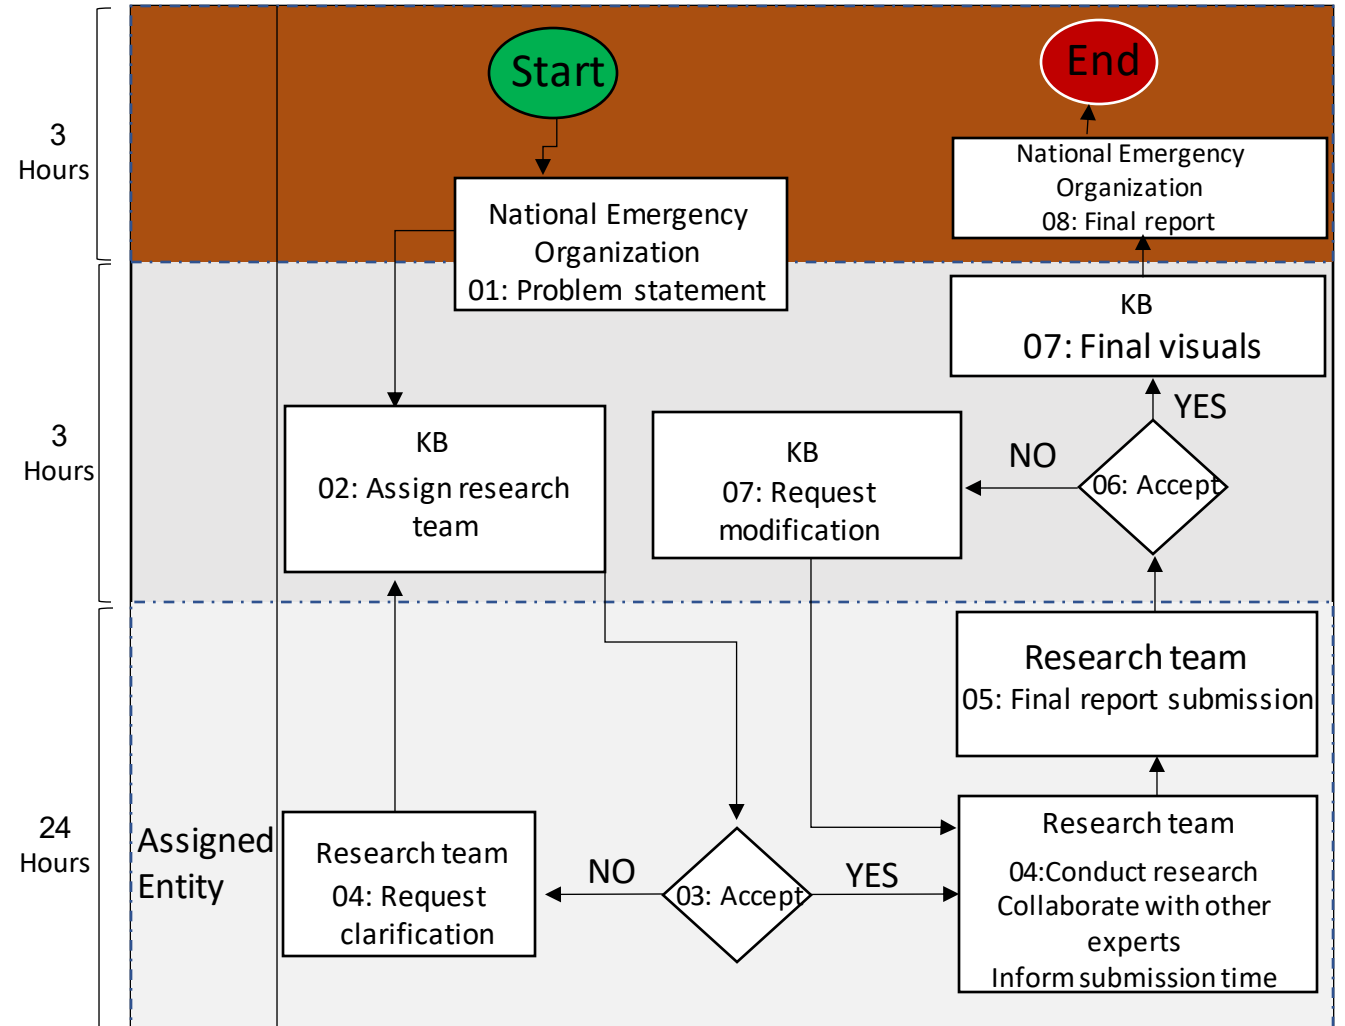 Start
End
3
Hours
National Emergency
Organization
01: Problem statement
National Emergency
Organization
08: Final report
3
Hours
KB
07: Final visuals
YES
NO
06: Accept
KB
02: Assign research
team
KB
07: Request
modification
24
Hours
Assigned
Entity
Research team
05: Final report submission
Research team
04: Request
clarification
NO
03: Accept
YES
Research team
04:Conduct research
Collaborate with other
experts
Inform submission time